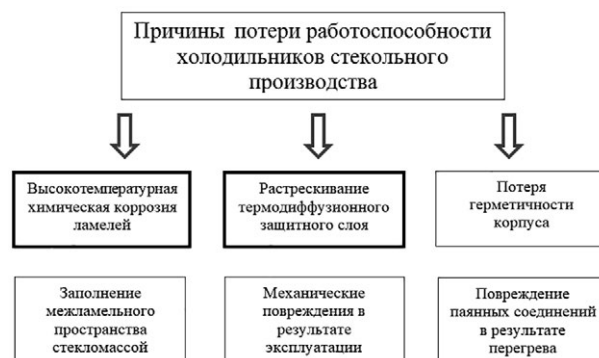 Причины потери работоспособности
холодильников стекольного
производства
Высокотемпературная
химическая коррозия
ламелей
Растрескивание
термодиффузионного
защитного слоя
Потеря
герметичности
корпуса
Заполнение
межламельного
пространства
стекломассой
Механические
повреждения в
результате
эксплуатации
Повреждение
паянных соединений
в результате
перегрева